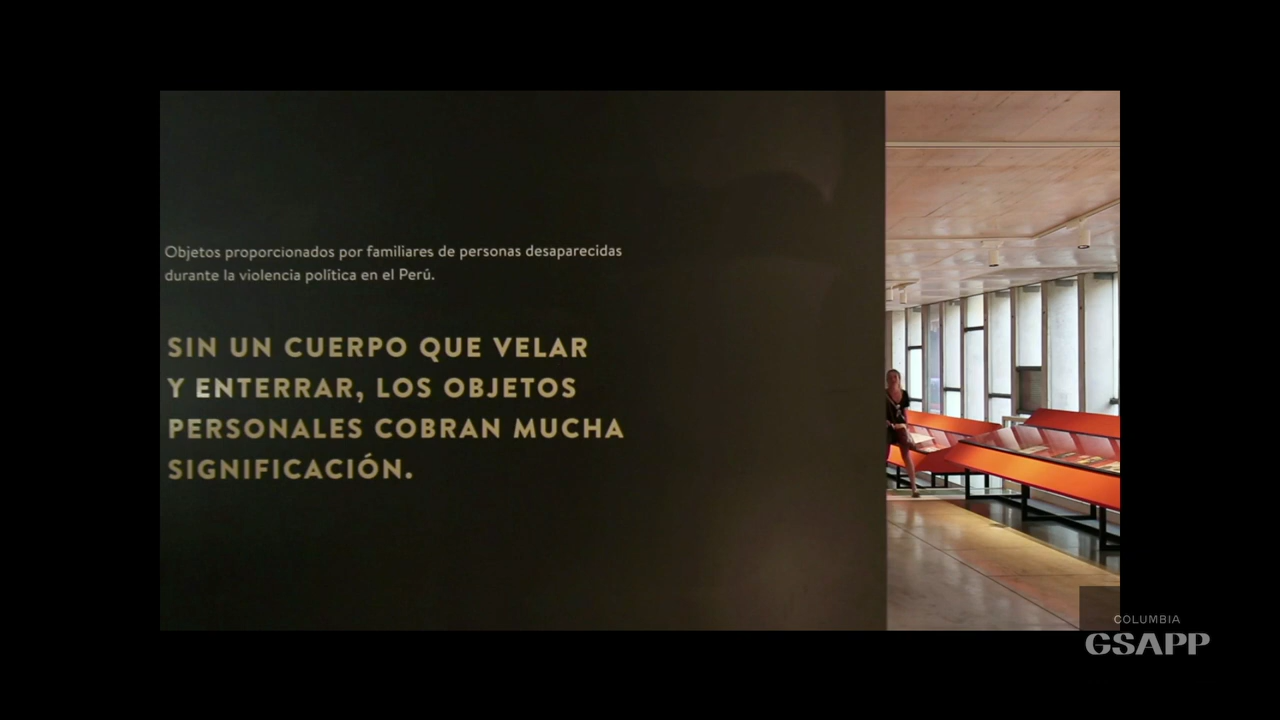 Objetos proporcionados por familiares de personas desaparecidas
durante la violencia política en el Perú.
SIN UN CUERPO QUE VELAR
Y ENTERRAR, LOS OBJETOS
PERSONALES COBRAN MUCHA
SIGNIFICACIÓN.
COLUMBIA
GSAPP